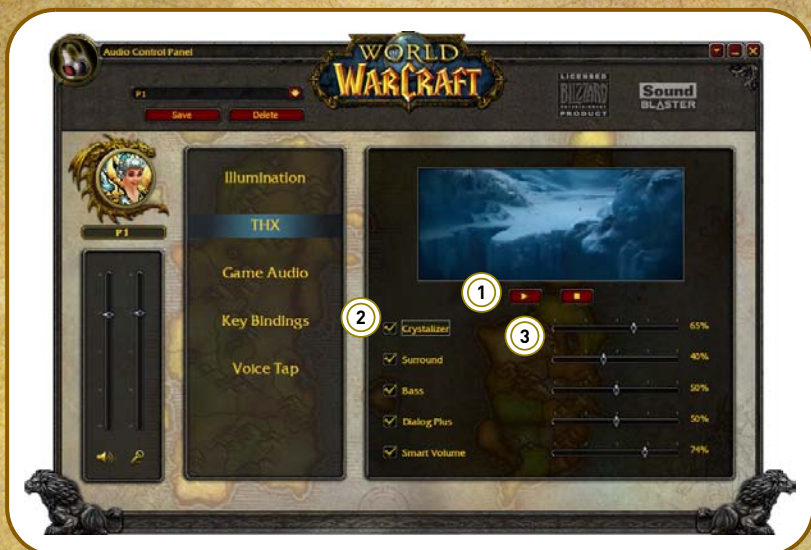 Audio Control Panel
WORLD
WARCRAFT
P1
Save
Delete
LICENSED
BLIZZARD
ENTERTAINMENT
PRODUCT
Sound
BLASTER
P1
Illumination
THX
Game Audio
Key Bindings
Voice Tap
1
2
3
Crystalizer
65%
Surround
40%
Bass
50%
Dialog Plus
50%
Smart Volume
74%